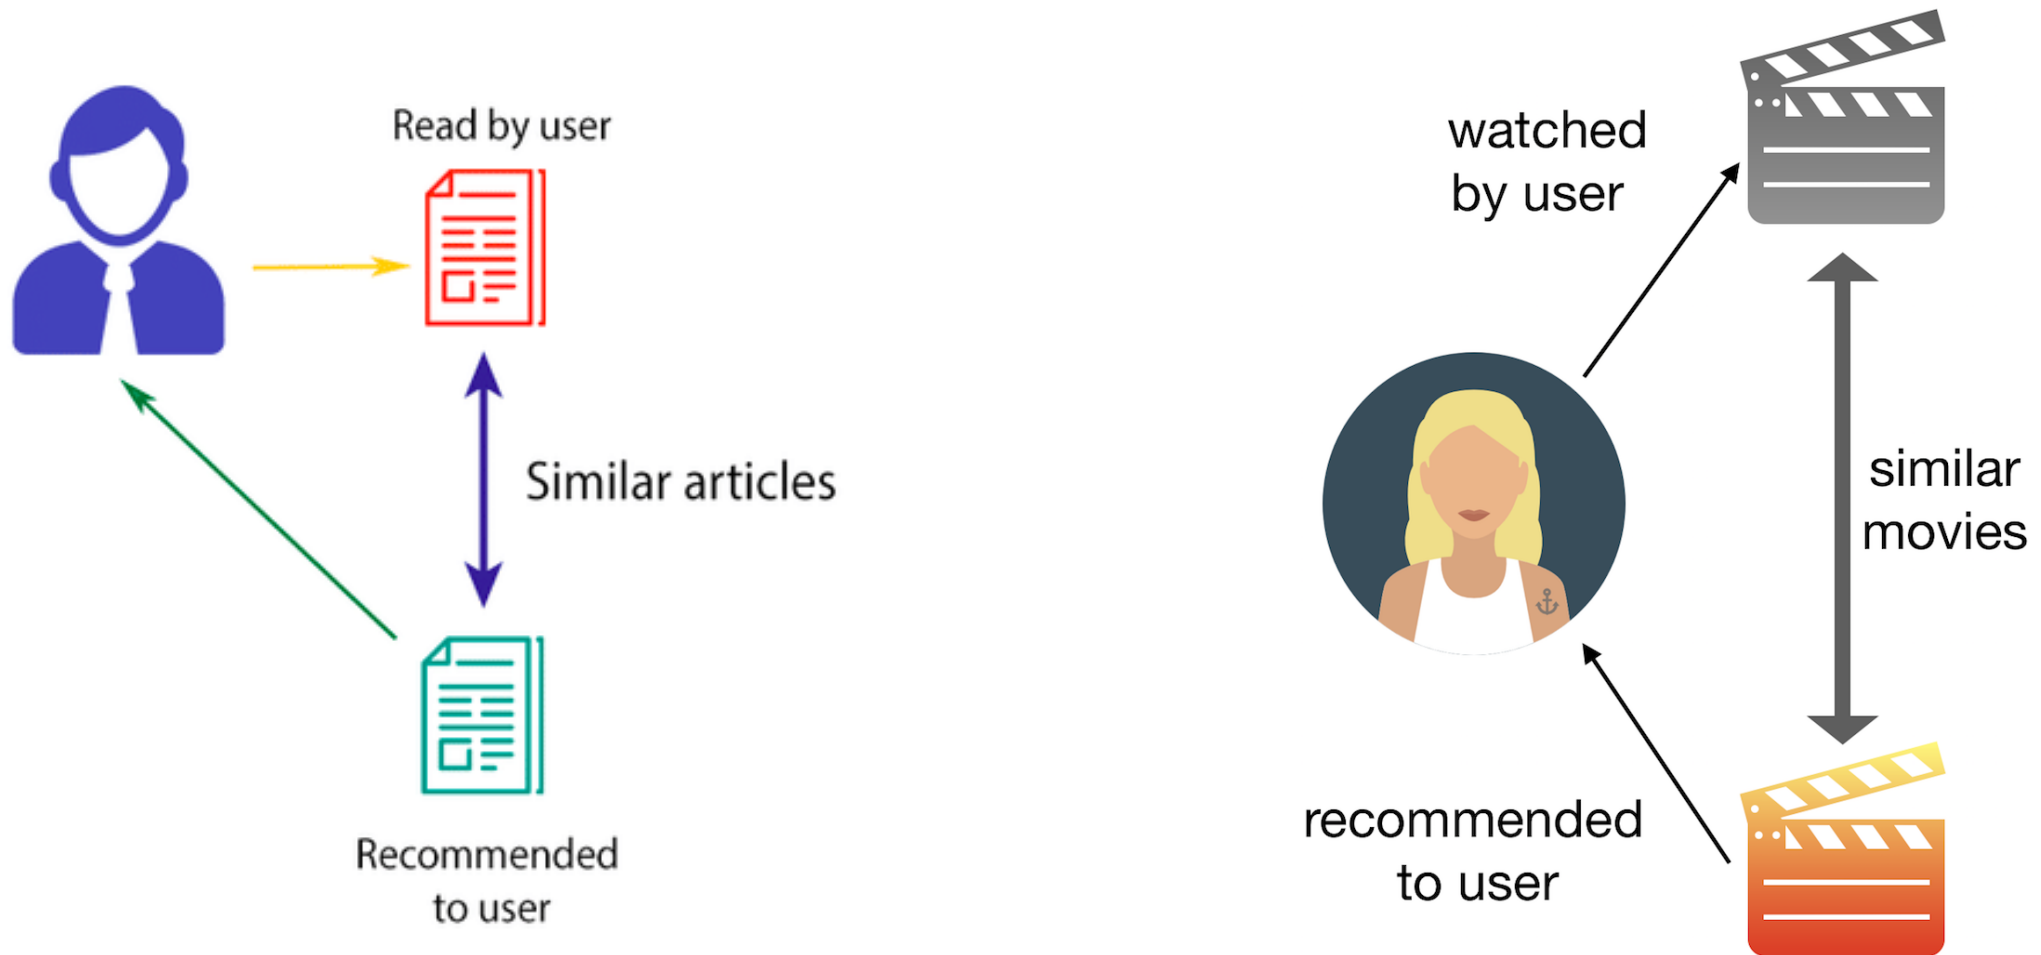 Read by user
Similar articles
Recommended
to user
watched
by user
similar
movies
recommended
to user